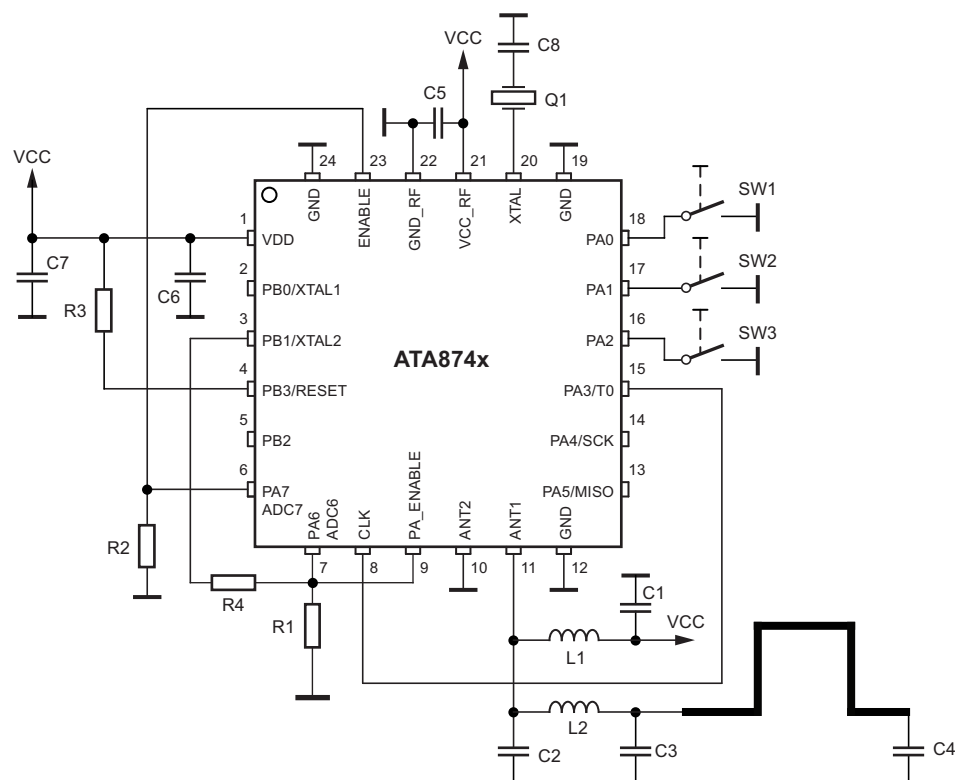 C8
VCC
C5
Q1
VCC
24
23
22
21
20
19
GND
ENABLE
GND_RF
VCC_RF
XTAL
GND
SW1
1
VDD
18
PA0
C7
C6
R3
2
PB0/XTAL1
17
PA1
SW2
3
PB1/XTAL2
16
PA2
SW3
ATA874x
4
PB3/RESET
15
PA3/T0
5
PB2
14
PA4/SCK
6
PA7
ADC7
13
PA5/MISO
PA6
ADC6
CLK
PA_ENABLE
ANT2
ANT1
GND
R2
7
8
9
10
11
12
R4
R1
C1
VCC
L1
L2
C2
C3
C4